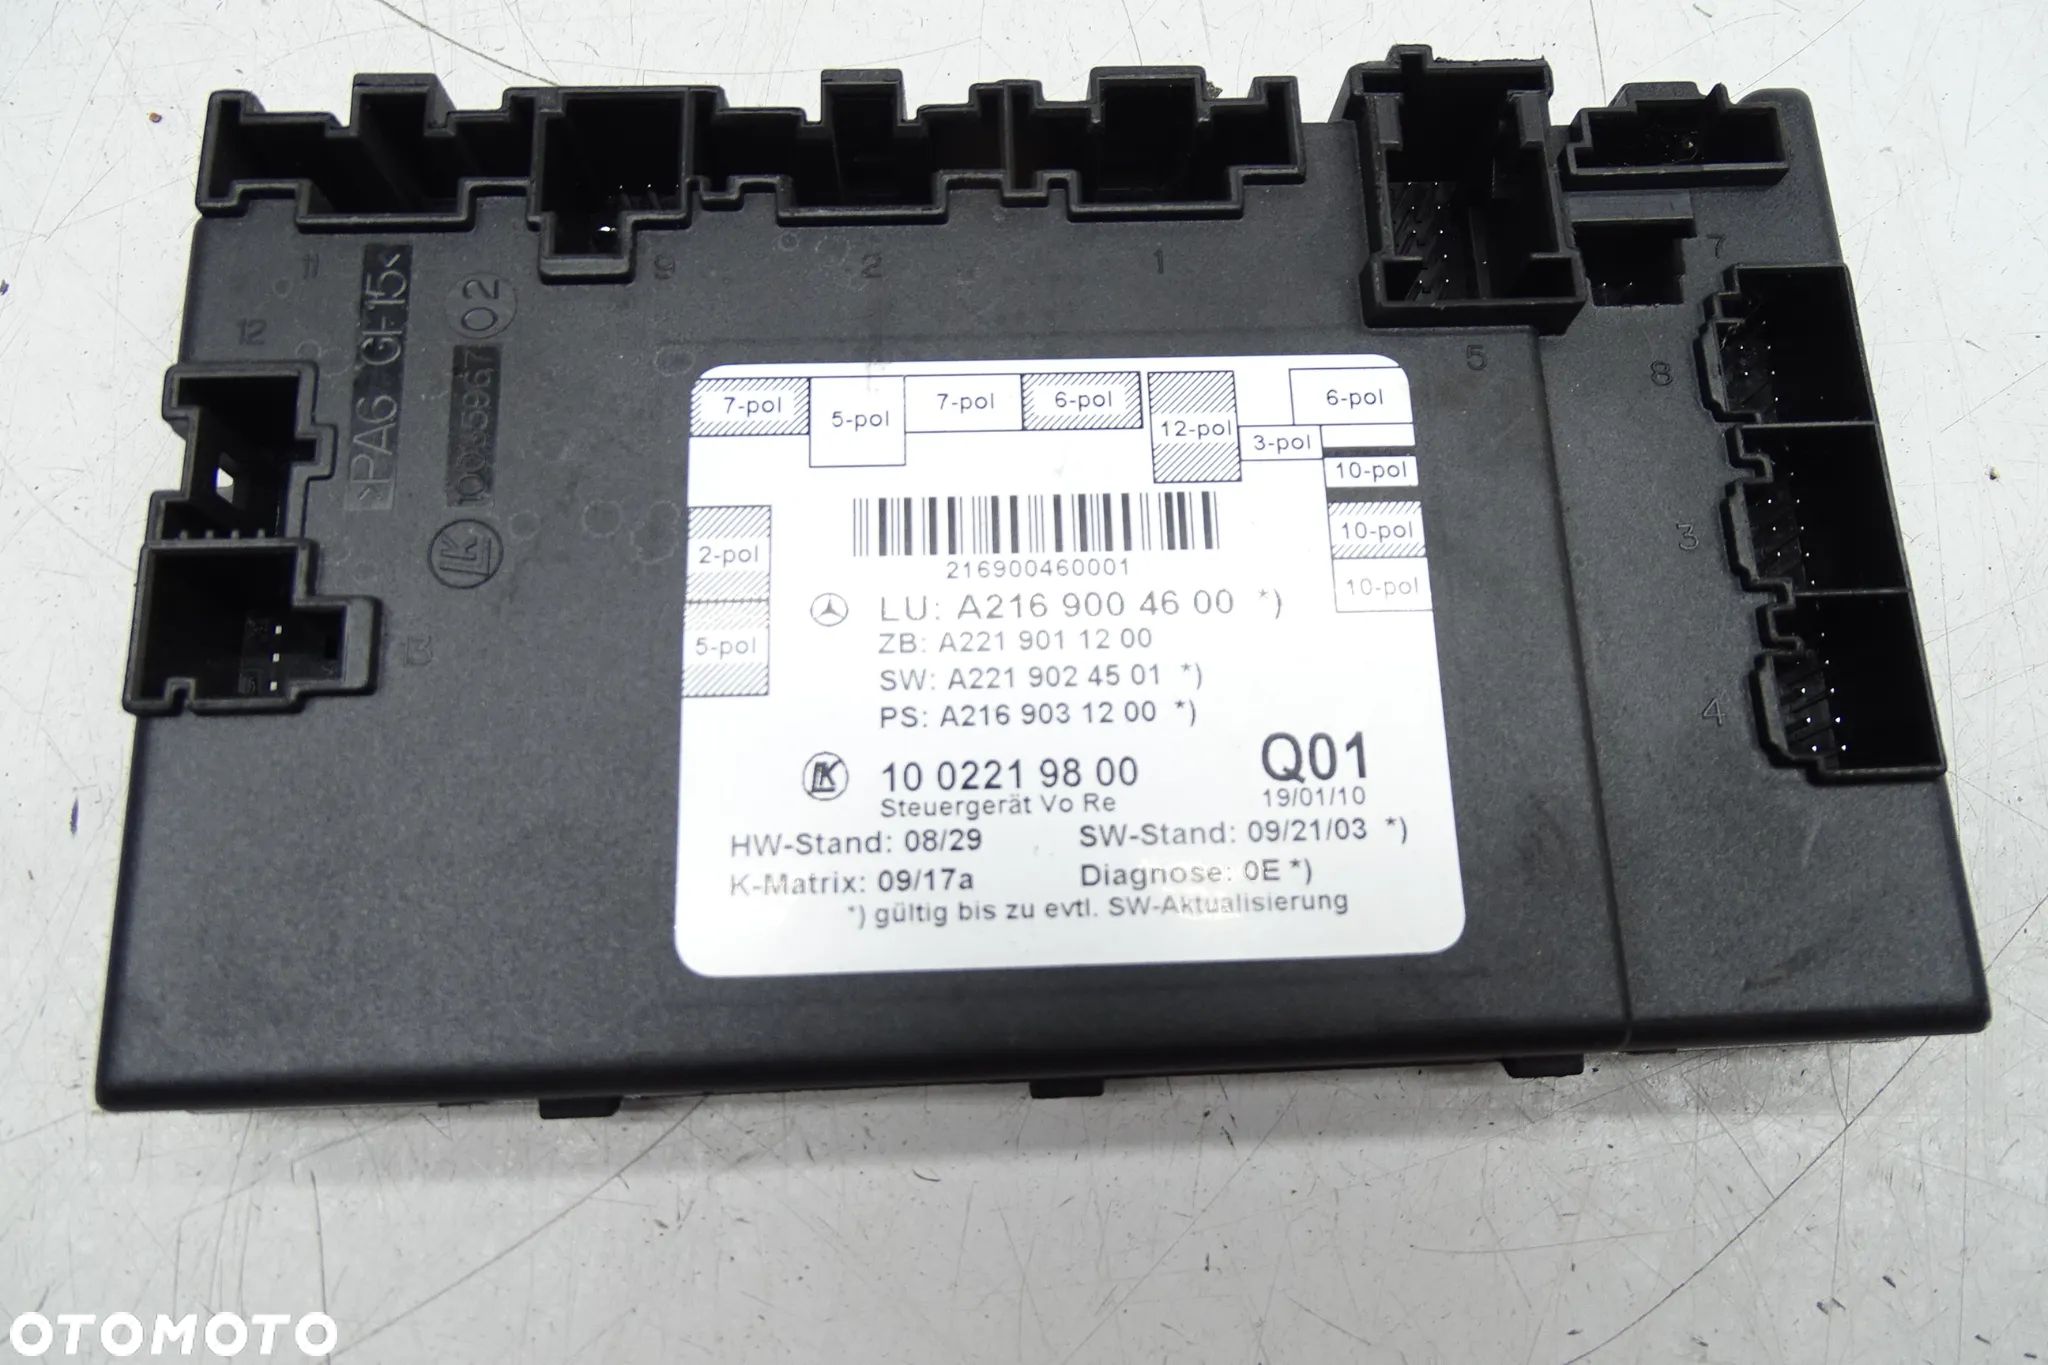 11
9
2
1
7
12
5
8
3
4
13
>PA6 GF15<
1005967 02
LK
7-pol
5-pol
7-pol
6-pol
12-pol
3-pol
6-pol
10-pol
10-pol
10-pol
2-pol
5-pol
216900460001
LU: A216 900 46 00 *)
ZB: A221 901 12 00
SW: A221 902 45 01 *)
PS: A216 903 12 00 *)
LK 10 0221 98 00 Q01
Steuergerät Vo Re 19/01/10
HW-Stand: 08/29 SW-Stand: 09/21/03 *)
K-Matrix: 09/17a Diagnose: 0E *)
*) gültig bis zu evtl. SW-Aktualisierung
OTOMOTO